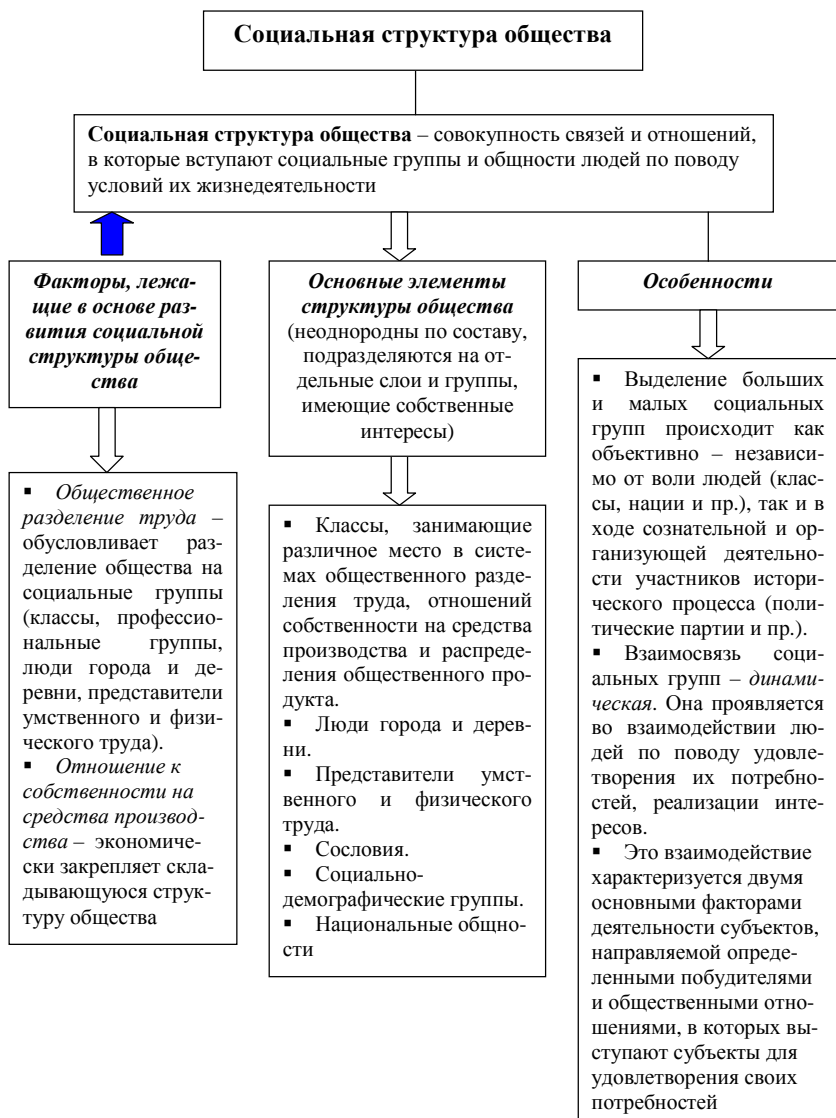 Социальная структура общества
Социальная структура общества – совокупность связей и отношений,
в которые вступают социальные группы и общности людей по поводу
условий их жизнедеятельности
Факторы, лежа-
щие в основе раз-
вития социальной
структуры обще-
ства
▪ Общественное
разделение труда –
обусловливает раз-
деление общества на
социальные группы
(классы, профессио-
нальные группы,
люди города и де-
ревни, представители
умственного и физи-
ческого труда).
▪ Отношение к
собственности на
средства производ-
ства – экономиче-
ски закрепляет скла-
дывающуюся струк-
туру общества
Основные элементы
структуры общества
(неоднородны по составу,
подразделяются на от-
дельные слои и группы,
имеющие собственные
интересы)
▪ Классы, занимающие
различное место в систе-
мах общественного разде-
ления труда, отношений
собственности на средства
производства и распреде-
ления общественного про-
дукта.
▪ Люди города и дерев-
ни.
▪ Представители умст-
венного и физического
труда.
▪ Сословия.
▪ Социально-
демографические группы.
▪ Национальные общно-
сти
Особенности
▪ Выделение больших
и малых социальных
групп происходит как
объективно – независи-
мо от воли людей (клас-
сы, нации и пр.), так и в
ходе сознательной и ор-
ганизующей деятельно-
сти участников истори-
ческого процесса (поли-
тические партии и пр.).
▪ Взаимосвязь соци-
альных групп – динами-
ческая. Она проявляется
во взаимодействии лю-
дей по поводу удовле-
творения их потребно-
стей, реализации инте-
ресов.
▪ Это взаимодействие
характеризуется двумя
основными факторами
деятельности субъектов,
направляемой опреде-
ленными побудителями
и общественными отно-
шениями, в которых вы-
ступают субъекты для
удовлетворения своих
потребностей